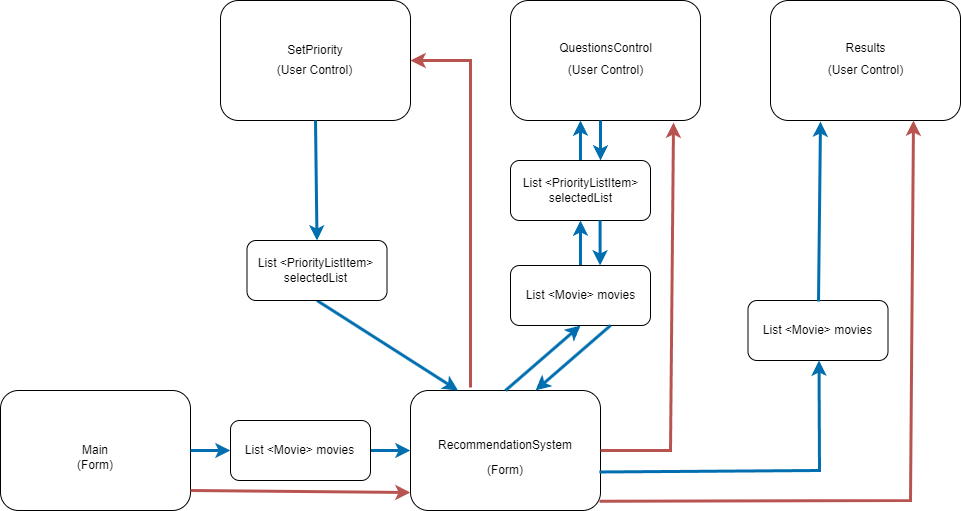 SetPriority
(User Control)
QuestionsControl
(User Control)
Results
(User Control)
List <PriorityListItem>
selectedList
List <PriorityListItem>
selectedList
List <Movie> movies
List <Movie> movies
Main
(Form)
List <Movie> movies
RecommendationSystem
(Form)